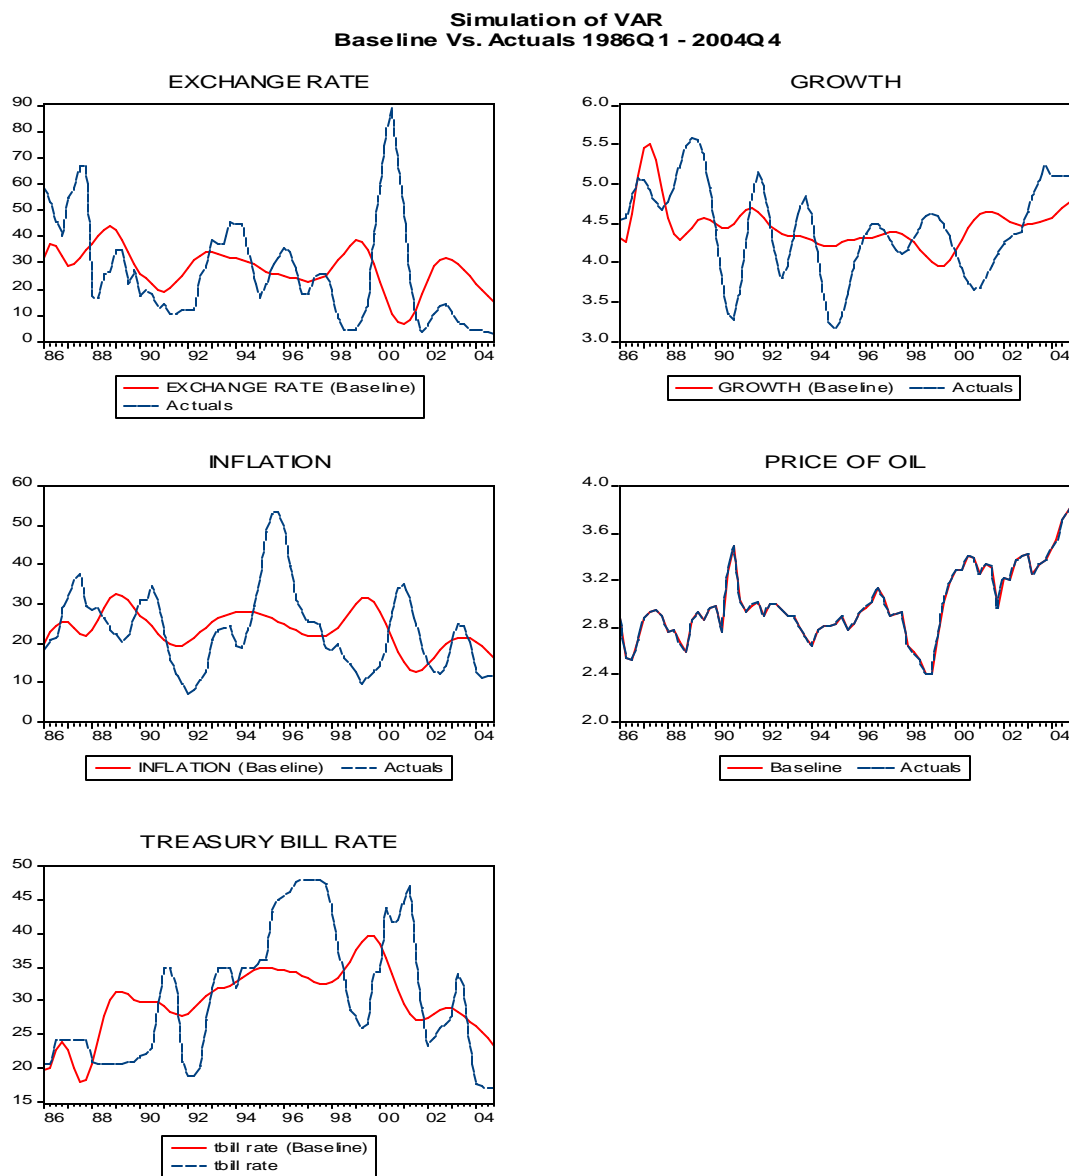 Simulation of VAR
Baseline Vs. Actuals 1986Q1 - 2004Q4
EXCHANGE RATE
90
80
70
60
50
40
30
20
10
0
86 88 90 92 94 96 98 00 02 04
EXCHANGE RATE (Baseline)
Actuals
GROWTH
6.0
5.5
5.0
4.5
4.0
3.5
3.0
86 88 90 92 94 96 98 00 02 04
GROWTH (Baseline) Actuals
INFLATION
60
50
40
30
20
10
0
86 88 90 92 94 96 98 00 02 04
INFLATION (Baseline) Actuals
PRICE OF OIL
4.0
3.6
3.2
2.8
2.4
2.0
86 88 90 92 94 96 98 00 02 04
Baseline Actuals
TREASURY BILL RATE
50
45
40
35
30
25
20
15
86 88 90 92 94 96 98 00 02 04
tbill rate (Baseline)
tbill rate